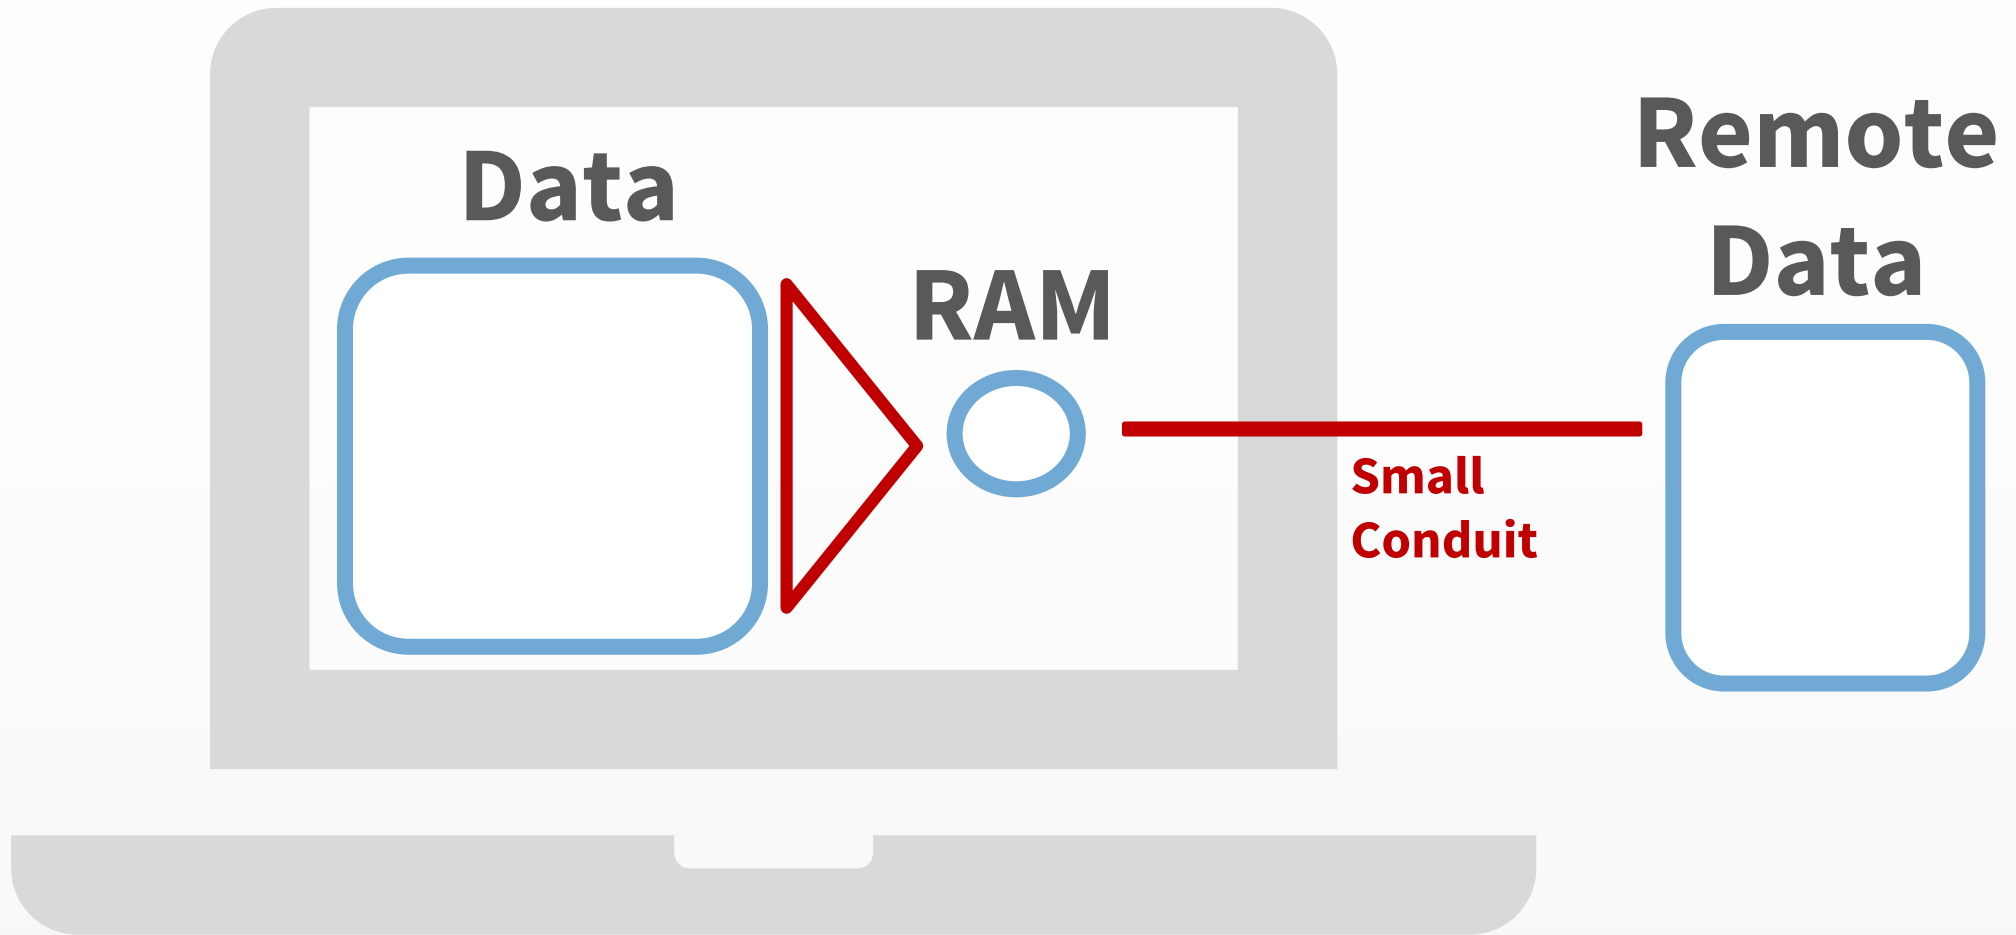 Data
RAM
Small
Conduit
Remote
Data